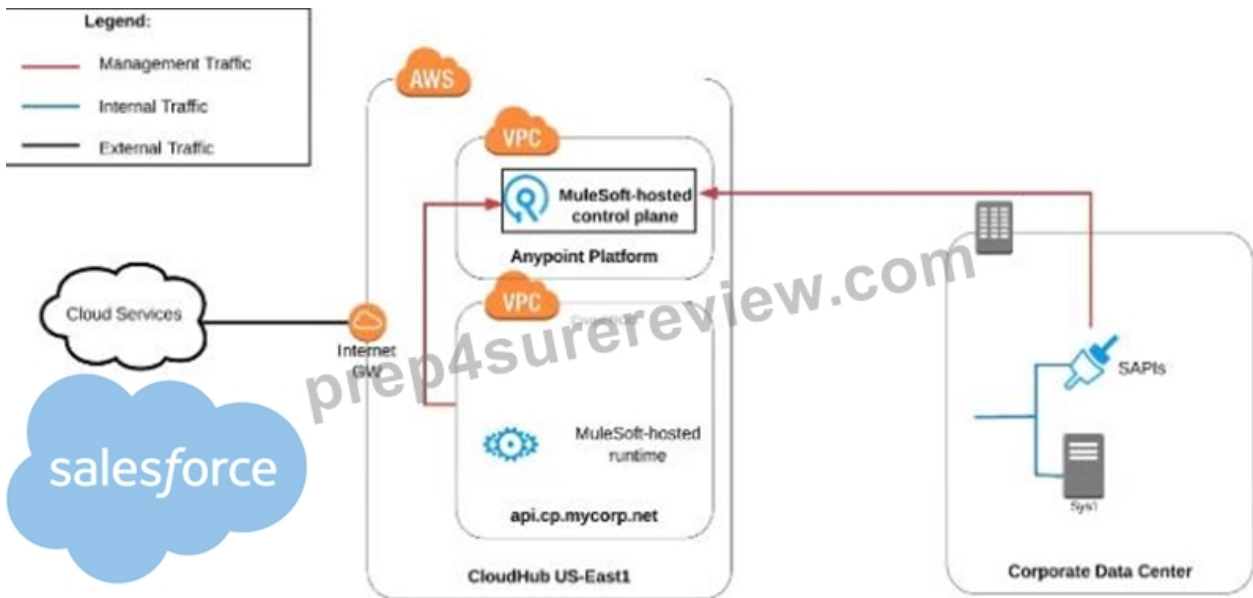 Legend:
Management Traffic
Internal Traffic
External Traffic
AWS
VPC
MuleSoft-hosted
control plane
Anypoint Platform
VPC
Cloud Services
Internet
GW
prep4surereview.com
SAPIs
MuleSoft-hosted
runtime
salesforce
Sys1
api.cp.mycorp.net
CloudHub US-East1
Corporate Data Center